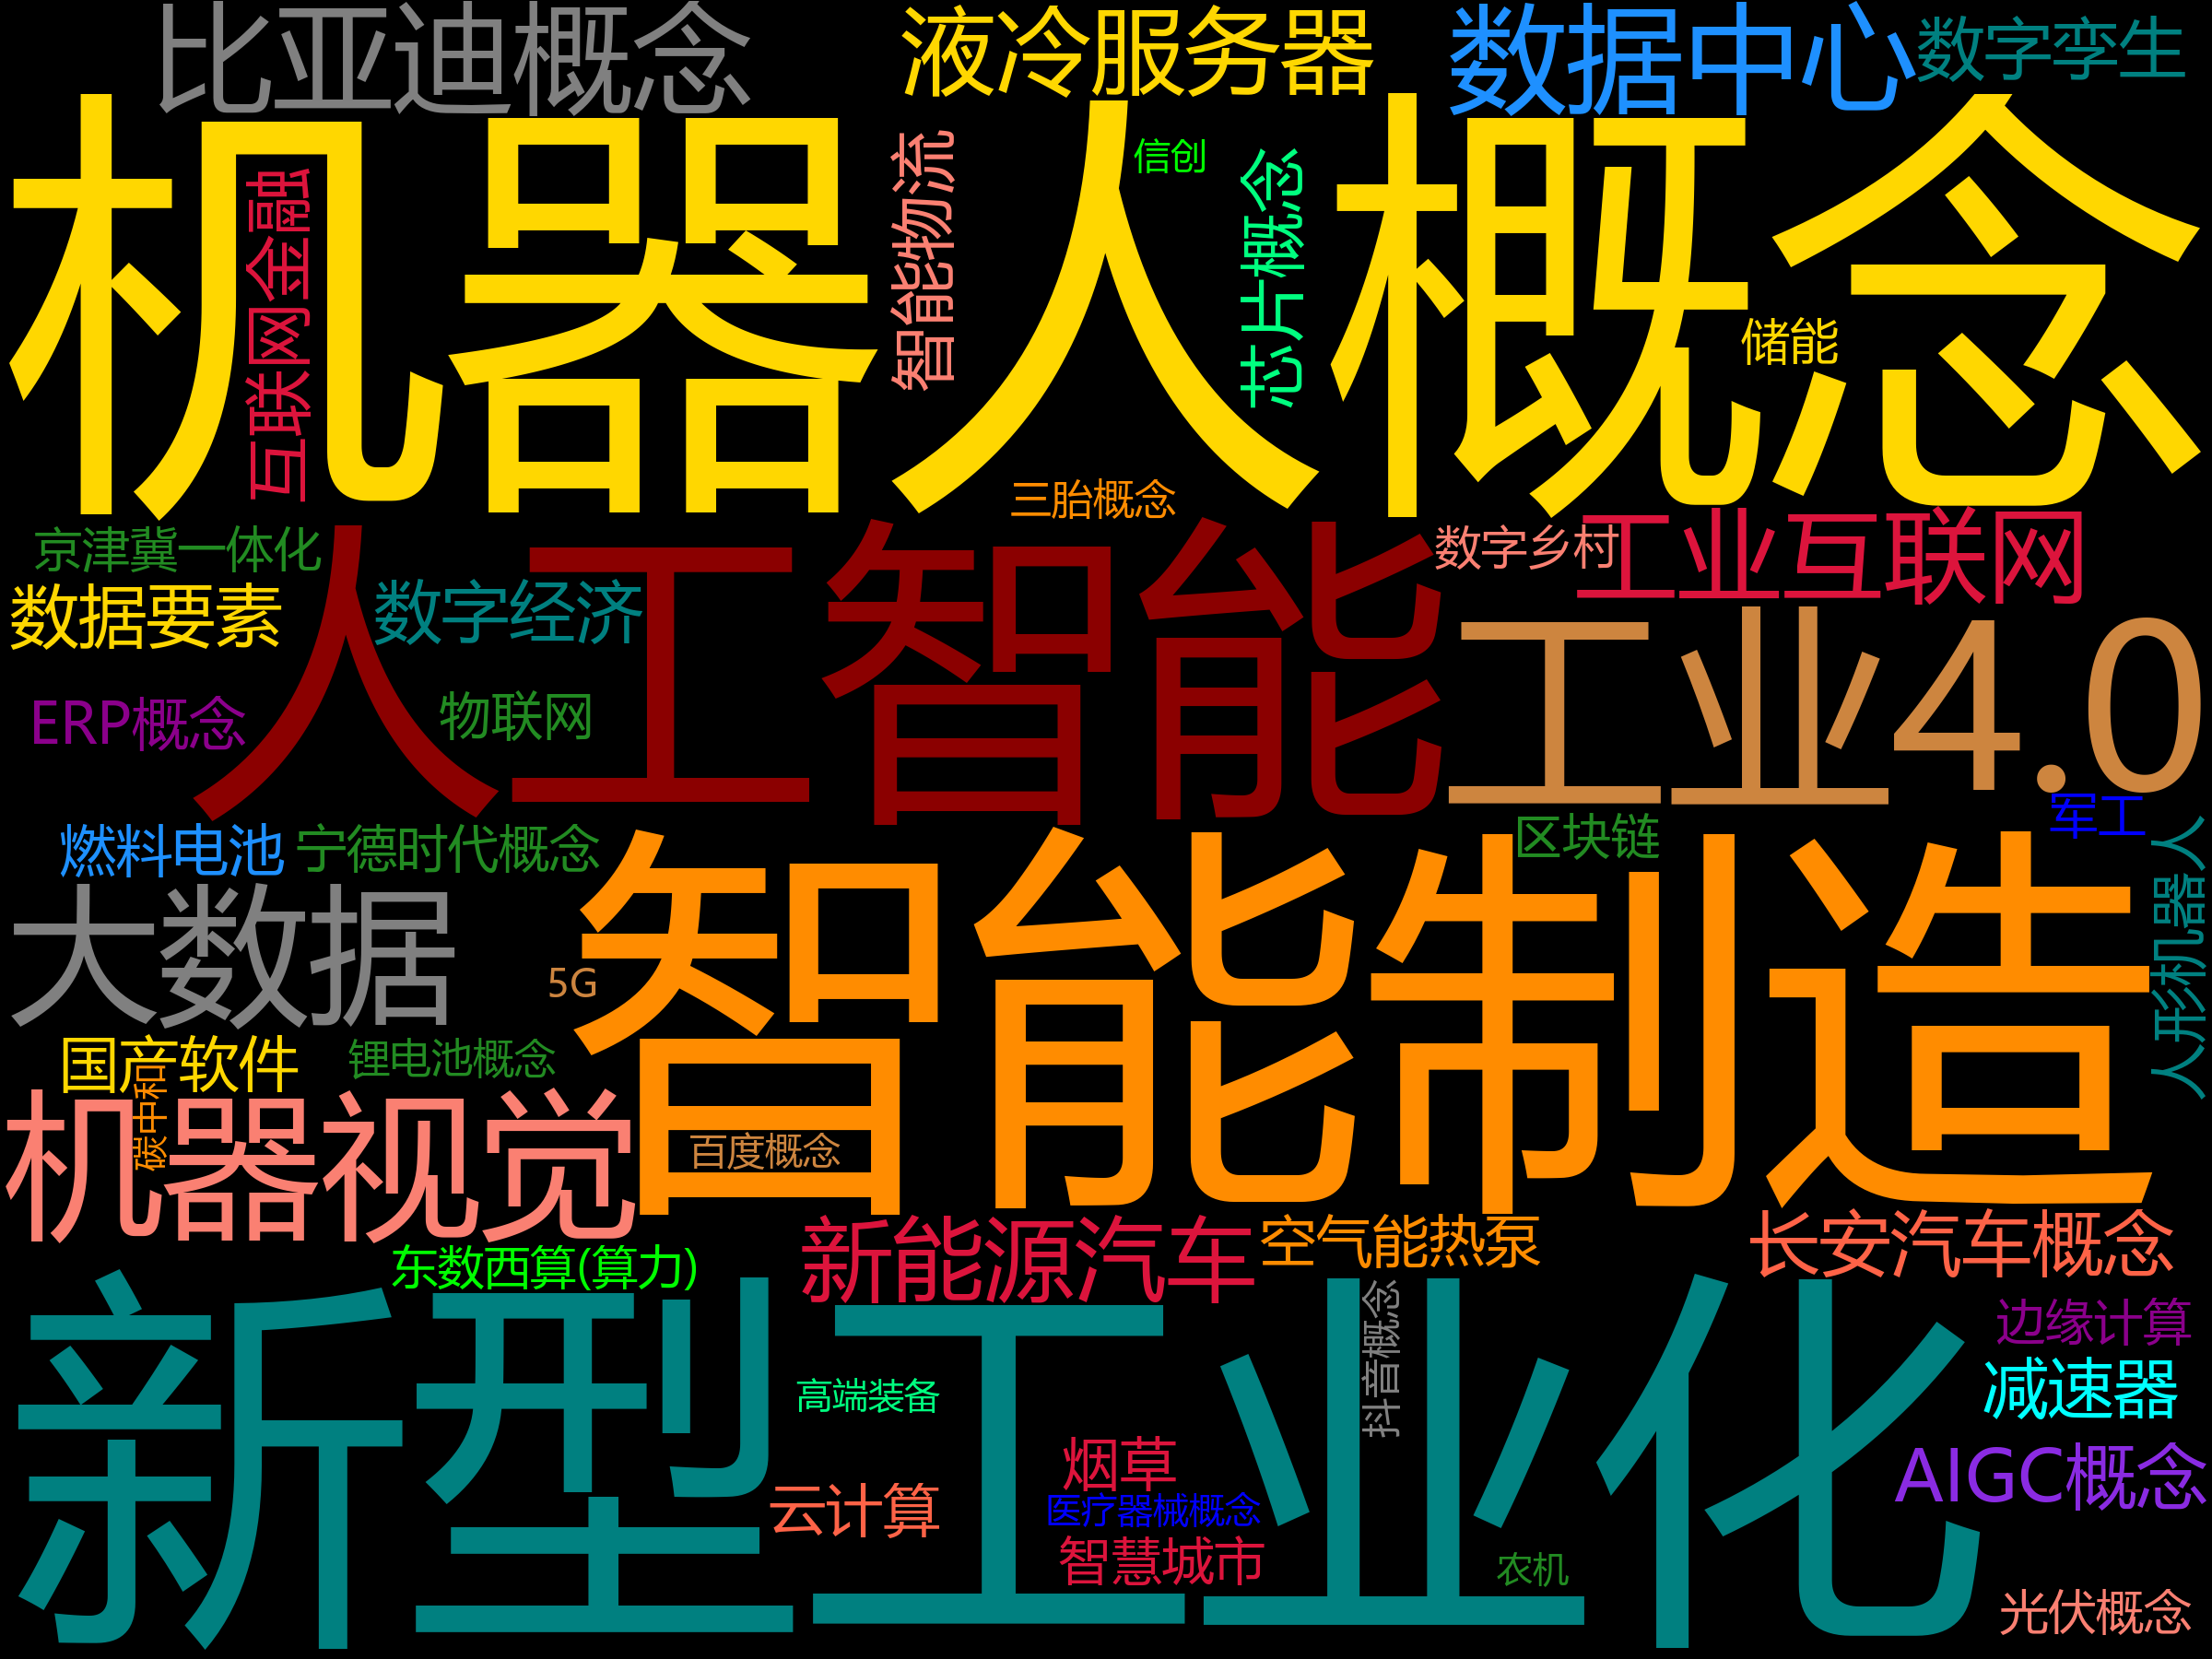 比亚迪概念
液冷服务器
数据中心
数字孪生
机器人概念
互联网金融
智能物流
信创
芯片概念
储能
三胎概念
京津冀一体化
数字乡村
工业互联网
数据要素
数字经济
人工智能
工业4.0
ERP概念
物联网
军工
燃料电池
宁德时代概念
区块链
人形机器人
大数据
智能制造
5G
国产软件
锂电池概念
碳中和
机器视觉
百度概念
新能源汽车
空气能热泵
长安汽车概念
东数西算(算力)
新型工业化
抖音概念
边缘计算
减速器
高端装备
烟草
AIGC概念
云计算
医疗器械概念
智慧城市
农机
光伏概念